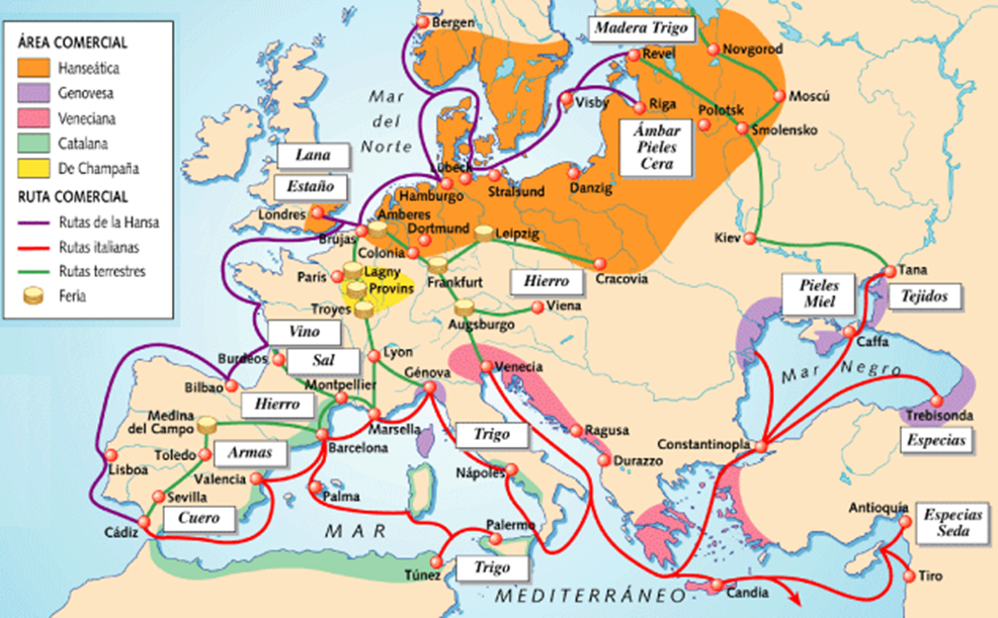 ÁREA COMERCIAL
Hanseática
Genovesa
Veneciana
Catalana
De Champaña
RUTA COMERCIAL
Rutas de la Hansa
Rutas italianas
Rutas terrestres
Feria
Bergen
Madera Trigo
Novgorod
Revel
Mar
del
Norte
Visby
Riga
Moscú
Polotsk
Smolensko
Ámbar
Pieles
Cera
Lana
Estaño
Lübeck
Hamburgo
Stralsund
Danzig
Londres
Amberes
Brujas
Dortmund
Leipzig
Colonia
Kiev
París
Lagny
Provins
Frankfurt
Cracovia
Hierro
Tana
Pieles
Miel
Tejidos
Troyes
Augsburgo
Viena
Vino
Caffa
Burdeos
Sal
Lyon
Génova
Venecia
Mar Negro
Bilbao
Montpellier
Hierro
Trebisonda
Medina
del Campo
Marsella
Trigo
Ragusa
Constantinopla
Especias
Toledo
Armas
Barcelona
Lisboa
Valencia
Nápoles
Durazzo
Sevilla
Palma
Cuero
Cádiz
MAR
Palermo
Antioquía
Especias
Seda
Túnez
Trigo
Tiro
MEDITERRÁNEO
Candia